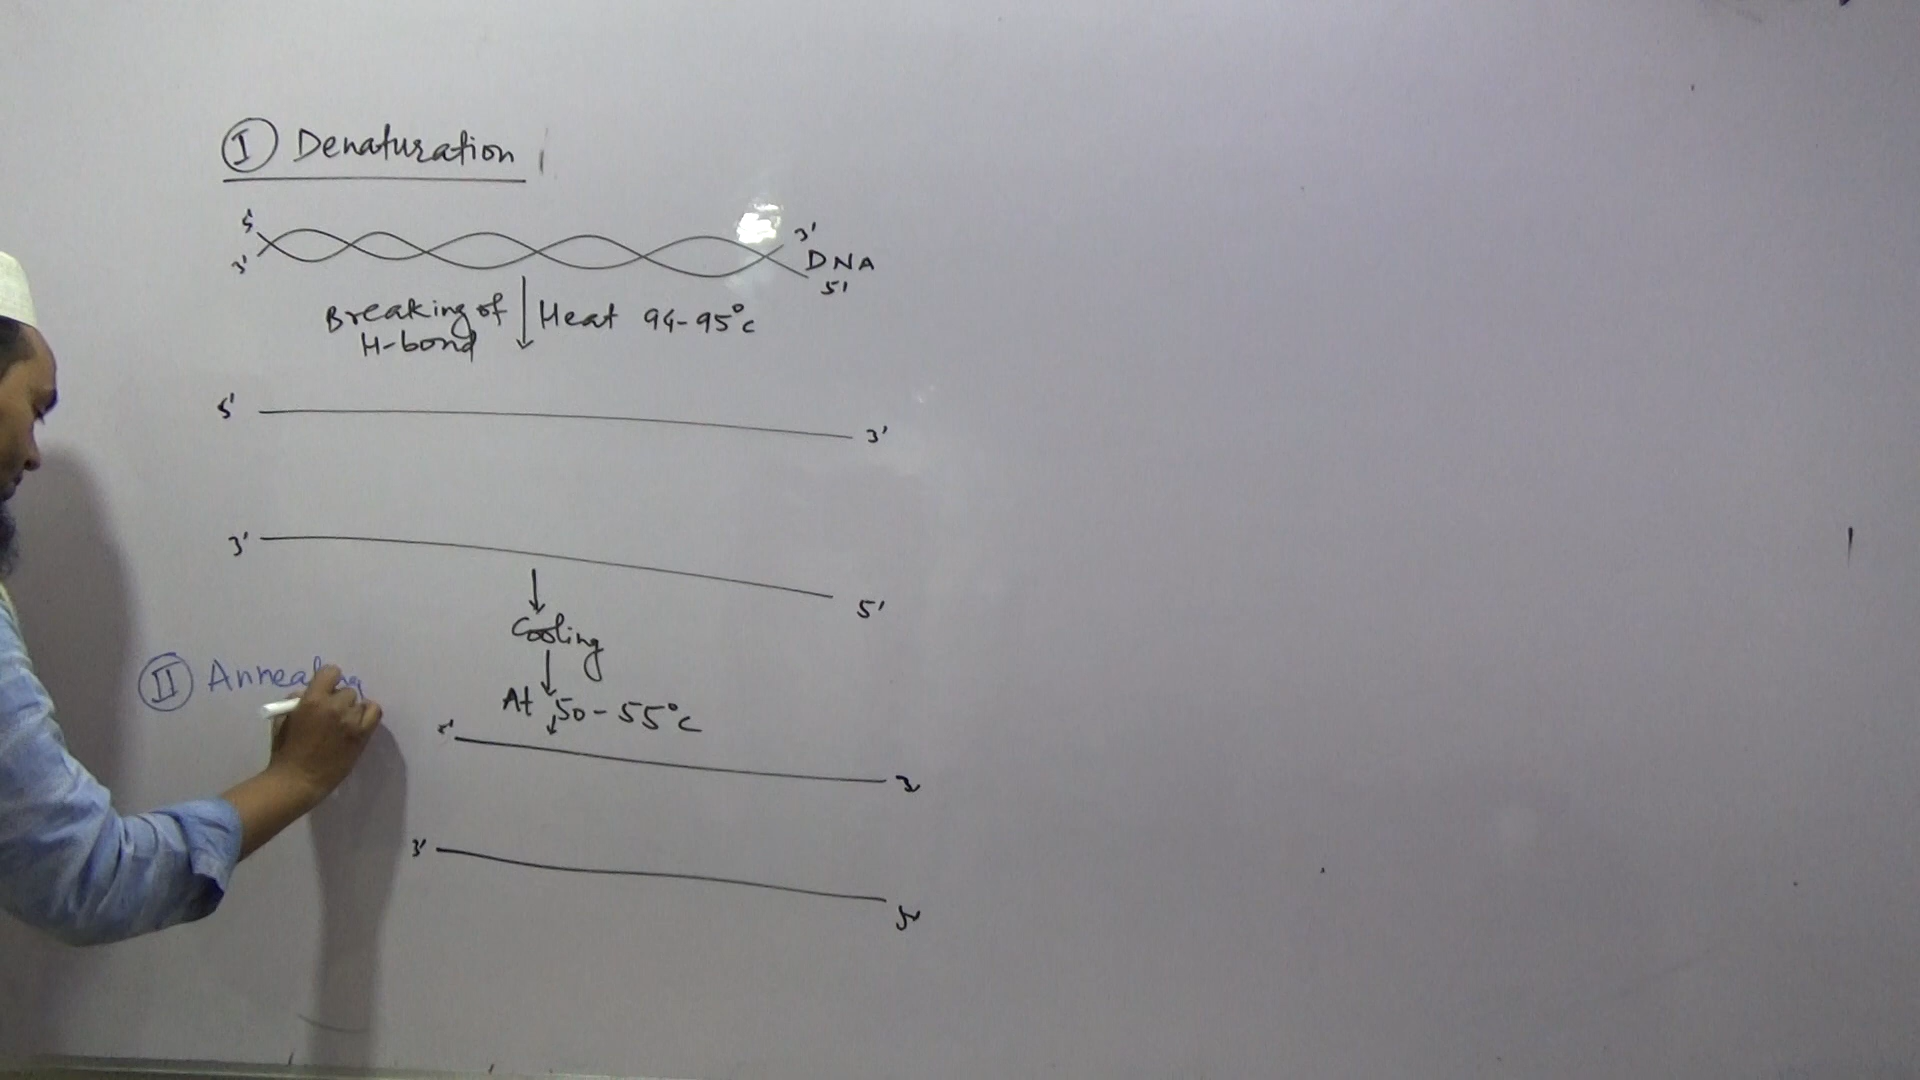 I Denaturation
5' 3'
3' DNA
5'
Breaking of Heat 94-95°c
H-bond
5' 3'
3' 5'
Cooling
II Annealing
At 50-55°c
3
3' 5'